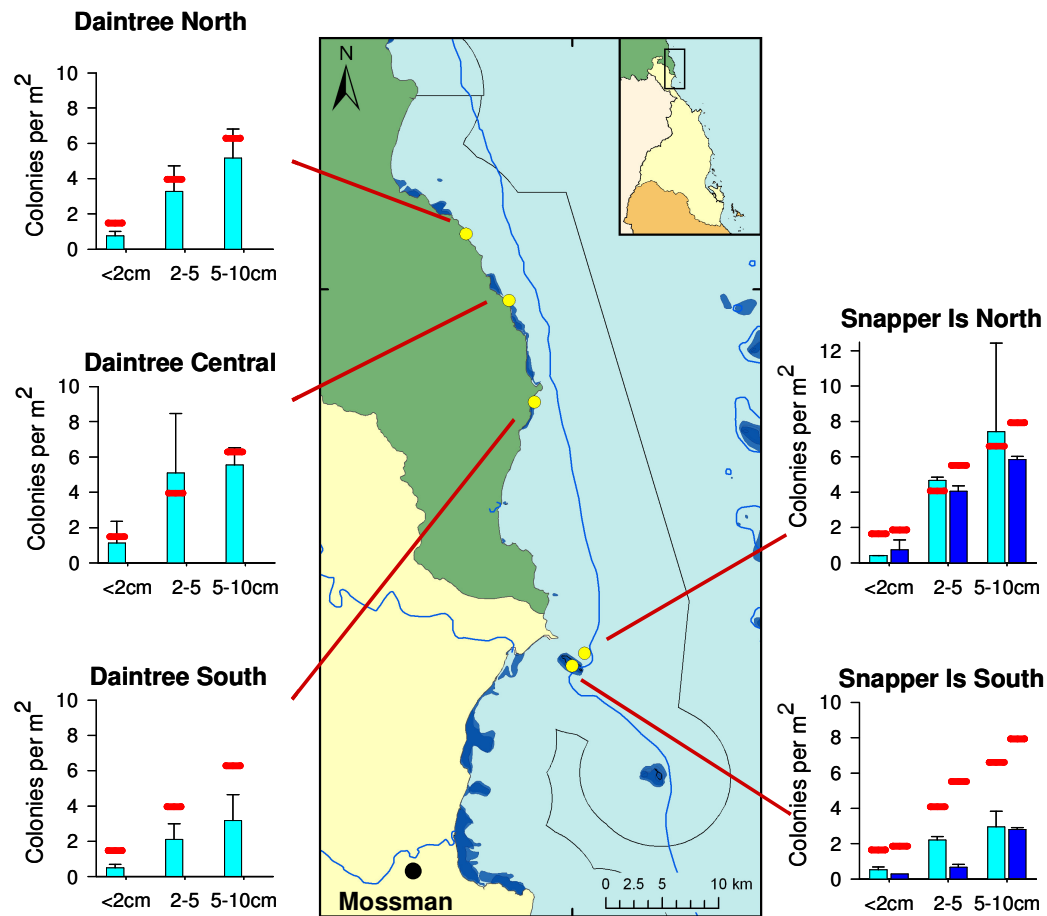 Daintree North
Colonies per m2
10
8
6
4
2
0
<2cm 2-5 5-10cm
Daintree Central
Colonies per m2
10
8
6
4
2
0
<2cm 2-5 5-10cm
Daintree South
Colonies per m2
10
8
6
4
2
0
<2cm 2-5 5-10cm
N
Mossman
0 2.5 5 10 km
Snapper Is North
Colonies per m2
12
10
8
6
4
2
0
<2cm 2-5 5-10cm
Snapper Is South
Colonies per m2
10
8
6
4
2
0
<2cm 2-5 5-10cm